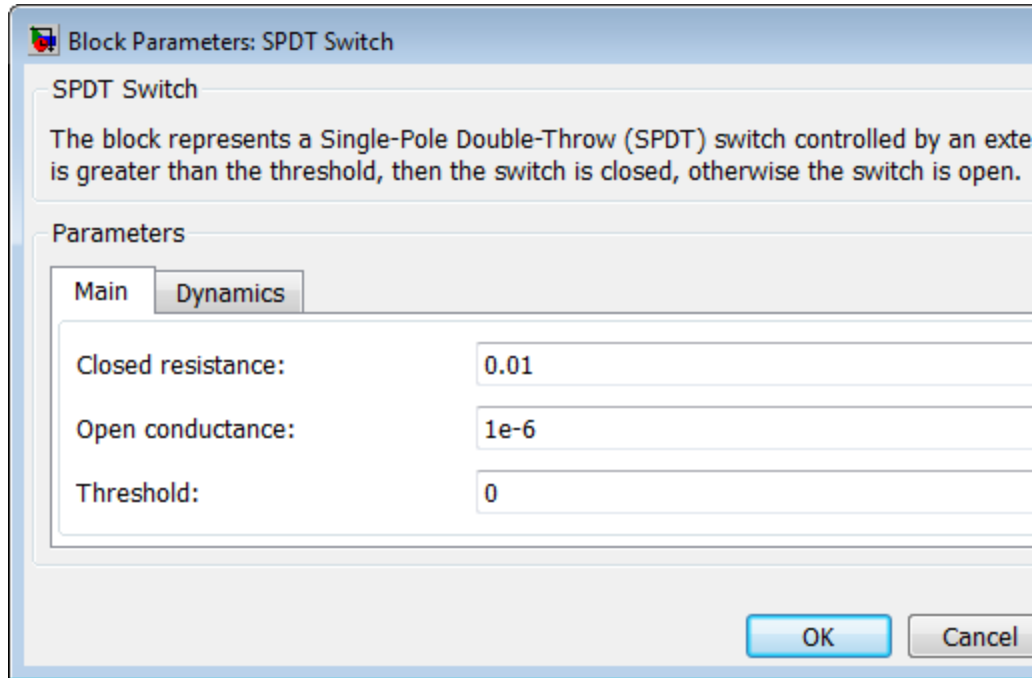 Block Parameters: SPDT Switch
SPDT Switch
The block represents a Single-Pole Double-Throw (SPDT) switch controlled by an
is greater than the threshold, then the switch is closed, otherwise the switch is open.
Parameters
Main Dynamics
Closed resistance: 0.01
Open conductance: 1e-6
Threshold: 0
OK Cancel